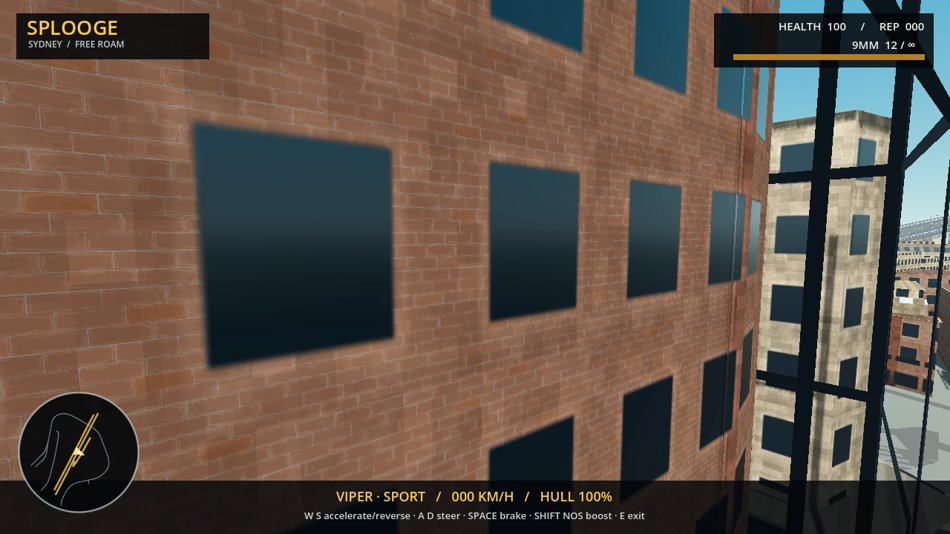 SPLOOGE
SYDNEY / FREE ROAM
HEALTH 100 / REP 000
9MM 12 / ∞
VIPER · SPORT / 000 KM/H / HULL 100%
W S accelerate/reverse · A D steer · SPACE brake · SHIFT NOS boost · E exit